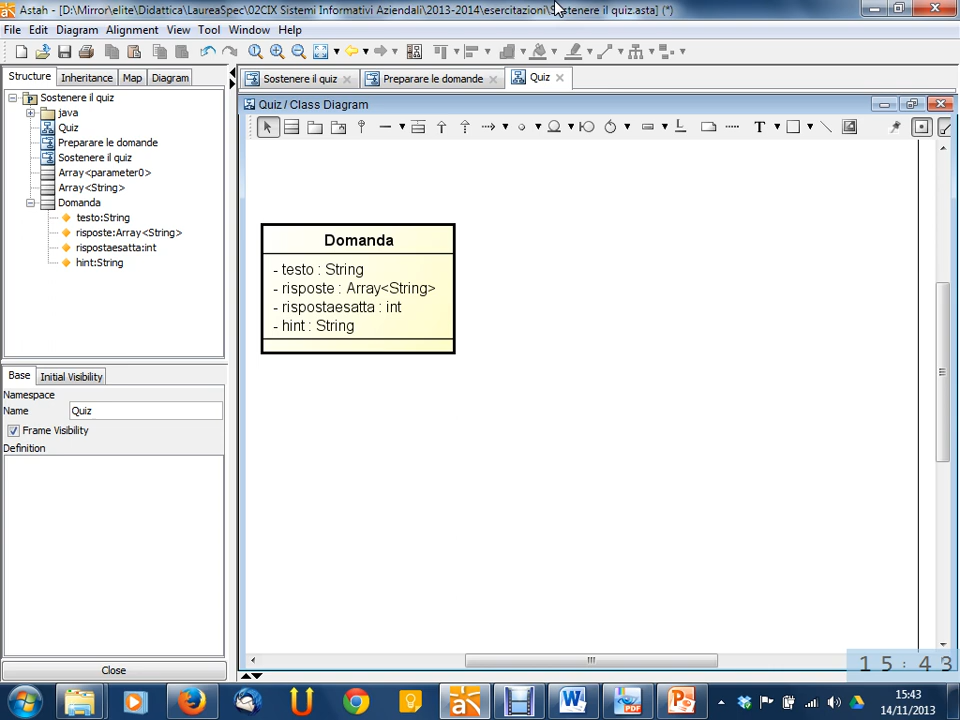 Astah - [D:\Mirror\elite\Didattica\LaureaSpec\02CIX Sistemi Informativi Aziendali\2013-2014\esercitazioni\Sostenere il quiz.asta] (*)
File Edit Diagram Alignment View Tool Window Help
Structure Inheritance Map Diagram
Sostenere il quiz
java
Quiz
Preparare le domande
Sostenere il quiz
Array<parameter0>
Array<String>
Domanda
testo:String
risposte:Array<String>
rispostaesatta:int
hint:String
Base Initial Visibility
Namespace
Name Quiz
Frame Visibility
Definition
Close
Sostenere il quiz Preparare le domande Quiz
Quiz / Class Diagram
Domanda
- testo : String
- risposte : Array<String>
- rispostaesatta : int
- hint : String
15:43
15:43
14/11/2013